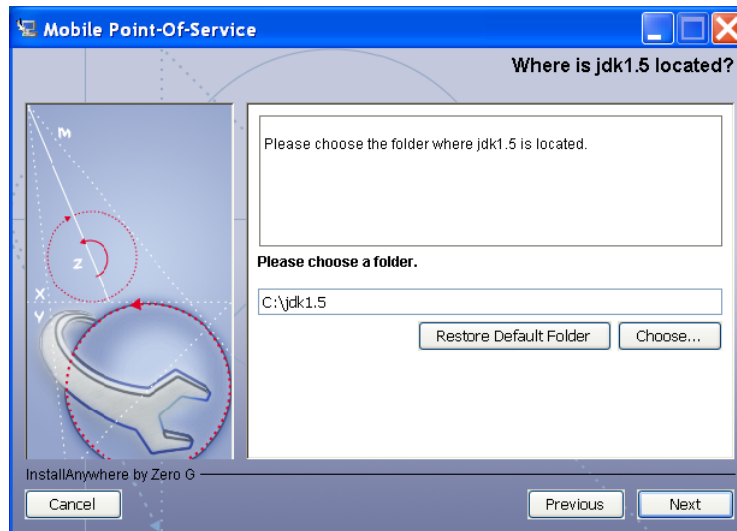 Mobile Point-Of-Service
Where is jdk1.5 located?
M
Z
X
Y
Please choose the folder where jdk1.5 is located.
Please choose a folder.
C:\jdk1.5
Restore Default Folder
Choose...
InstallAnywhere by Zero G
Cancel
Previous
Next